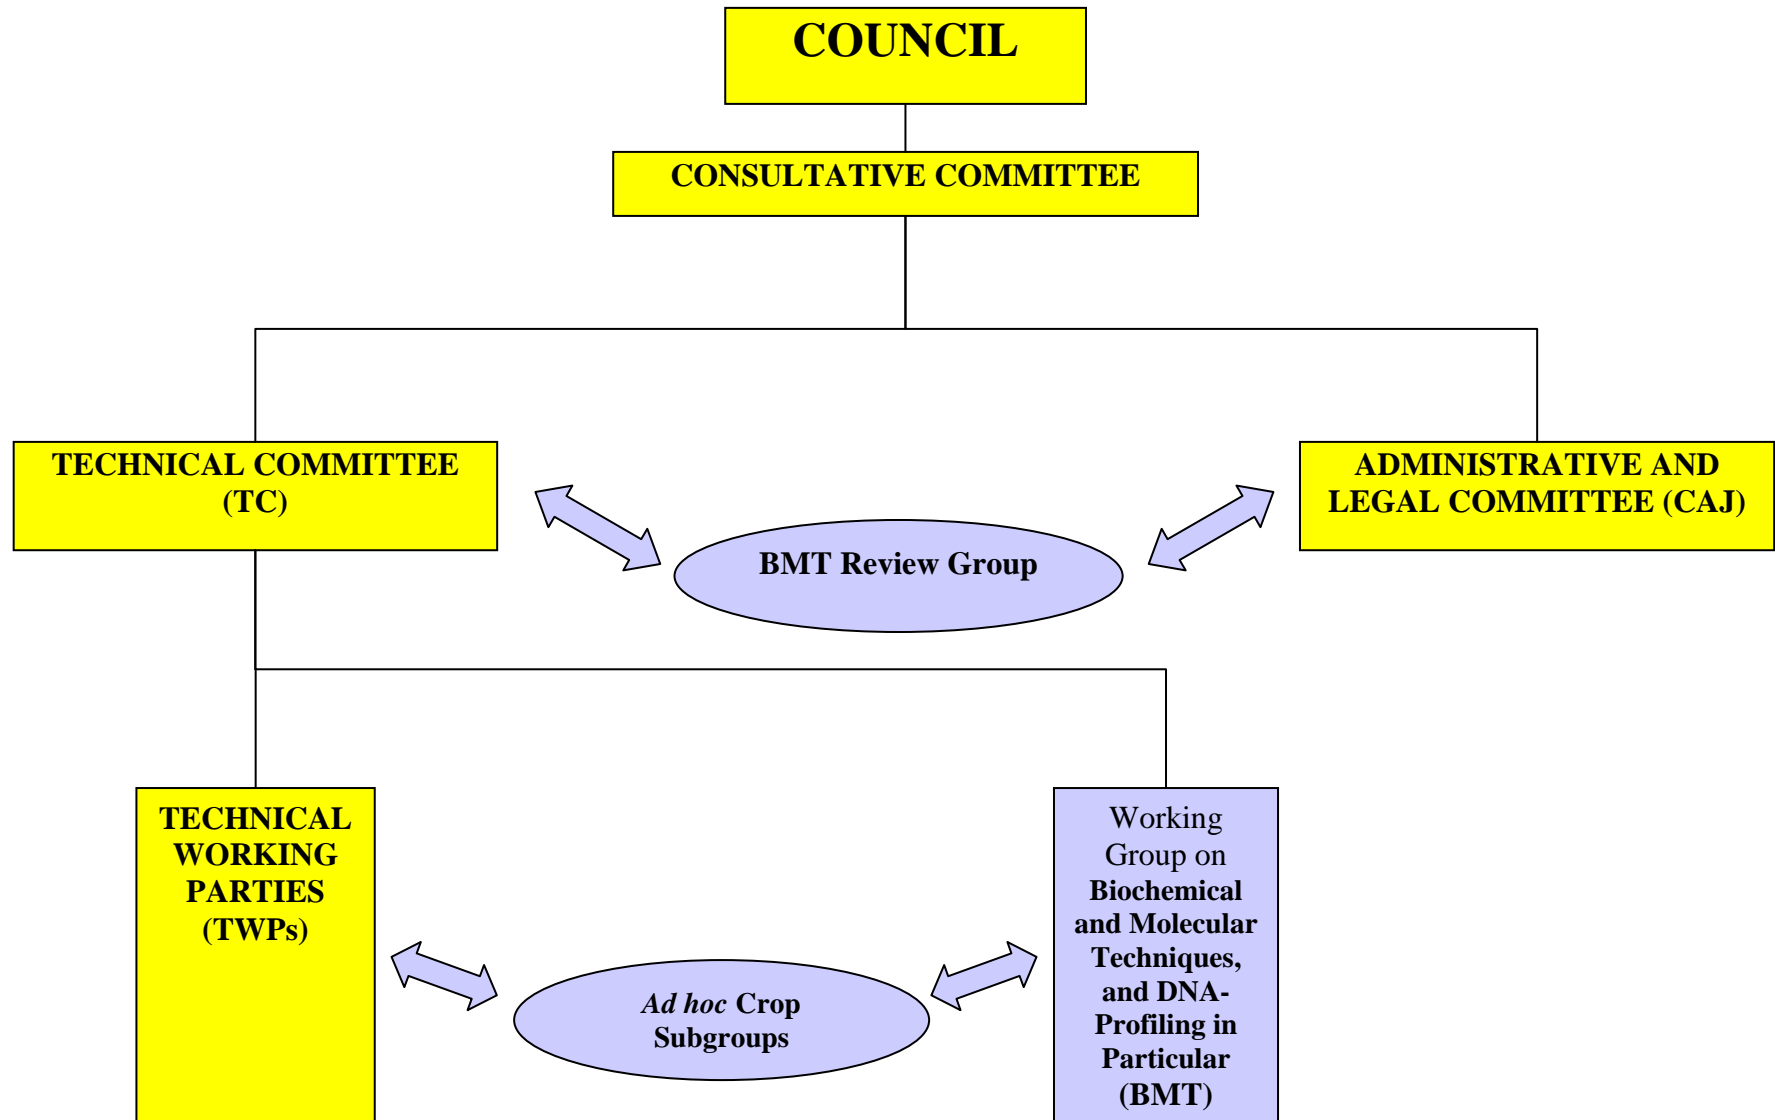 COUNCIL
CONSULTATIVE COMMITTEE
TECHNICAL COMMITTEE
(TC)
ADMINISTRATIVE AND
LEGAL COMMITTEE (CAJ)
BMT Review Group
TECHNICAL
WORKING
PARTIES
(TWPs)
Working
Group on
Biochemical
and Molecular
Techniques,
and DNA-
Profiling in
Particular
(BMT)
Ad hoc Crop
Subgroups